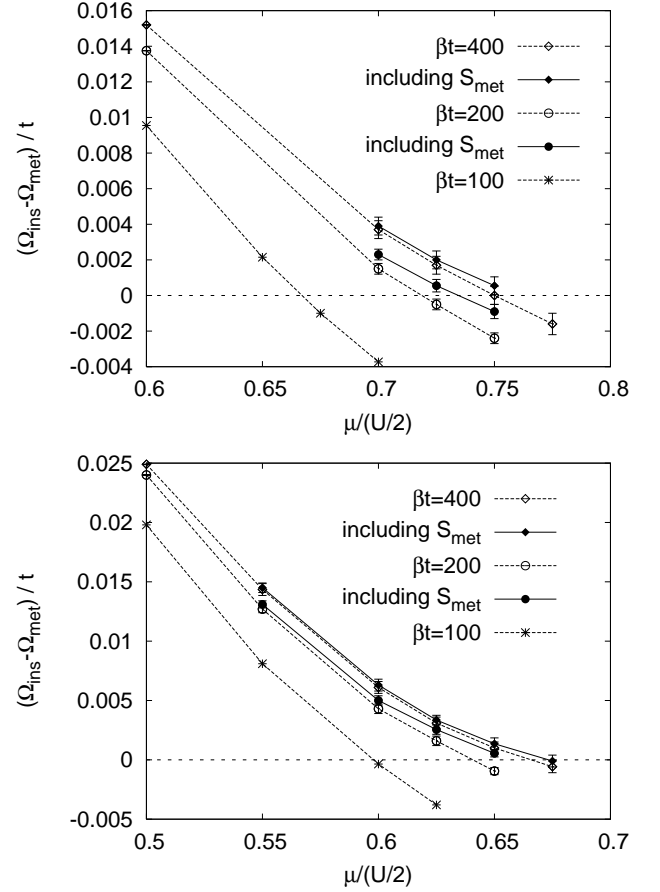 0.016
0.014
0.012
0.01
0.008
0.006
0.004
0.002
0
-0.002
-0.004
(Ωins-Ωmet) / t
βt=400
including Smet
βt=200
including Smet
βt=100
0.6 0.65 0.7 0.75 0.8
μ/(U/2)
0.025
0.02
0.015
0.01
0.005
0
-0.005
(Ωins-Ωmet) / t
βt=400
including Smet
βt=200
including Smet
βt=100
0.5 0.55 0.6 0.65 0.7
μ/(U/2)